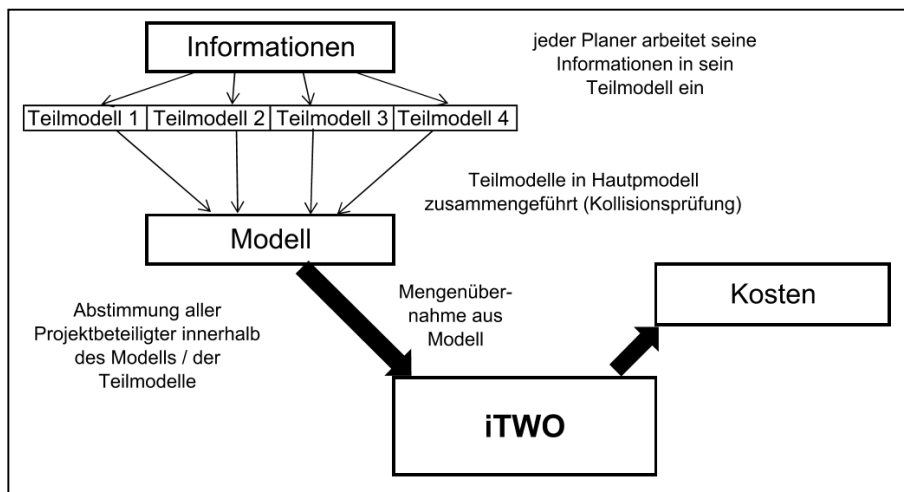 Informationen
jeder Planer arbeitet seine
Informationen in sein
Teilmodell ein
Teilmodell 1 Teilmodell 2 Teilmodell 3 Teilmodell 4
Teilmodelle in Hautpmodell
zusammengeführt (Kollisionsprüfung)
Modell
Abstimmung aller
Projektbeteiligter innerhalb
des Modells / der
Teilmodelle
Mengenüber-
nahme aus
Modell
Kosten
iTWO